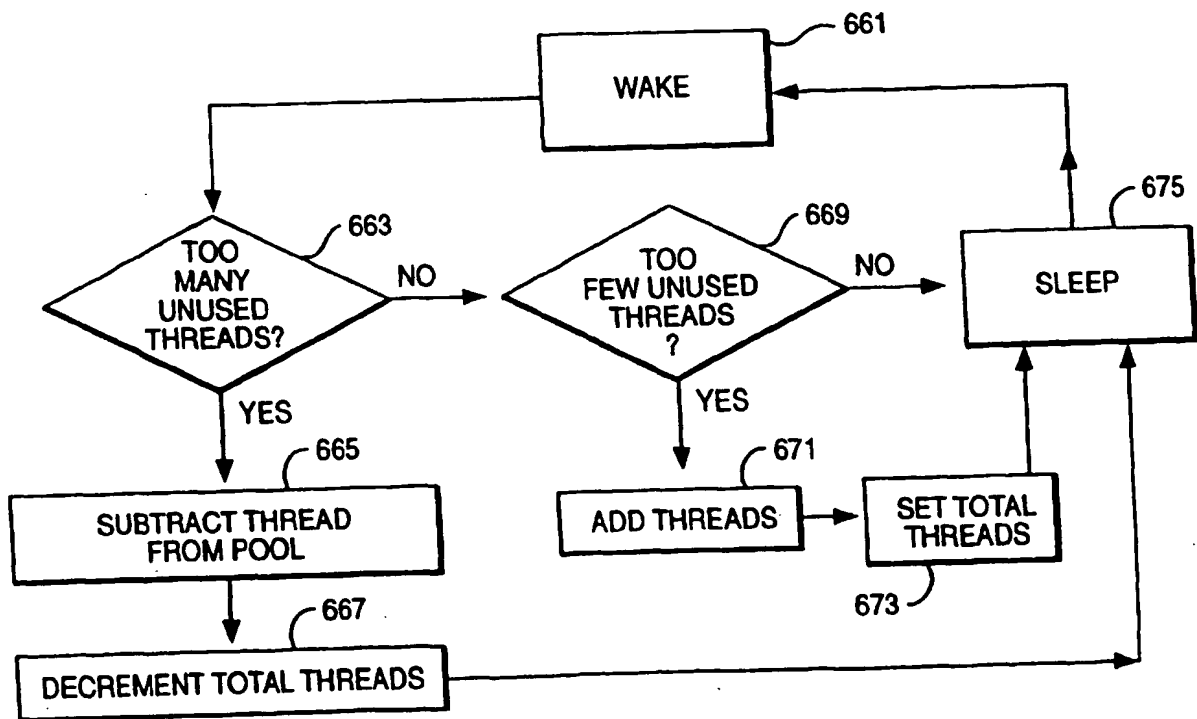 661
WAKE
675
663
669
TOO
MANY
UNUSED
THREADS?
NO
TOO
FEW UNUSED
THREADS
?
NO
SLEEP
YES
YES
665
671
SUBTRACT THREAD
FROM POOL
ADD THREADS
SET TOTAL
THREADS
673
667
DECREMENT TOTAL THREADS